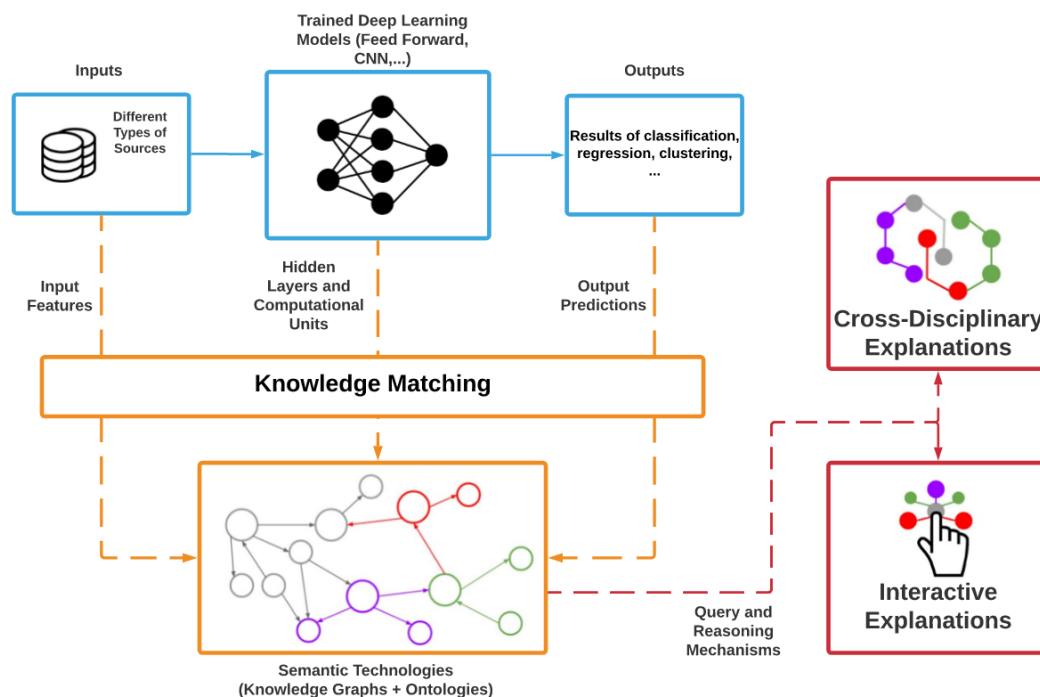 Trained Deep Learning
Models (Feed Forward,
CNN,...)
Inputs
Outputs
Different
Types of
Sources
Results of classification,
regression, clustering,
...
Input
Features
Hidden
Layers and
Computational
Units
Output
Predictions
Cross-Disciplinary
Explanations
Knowledge Matching
Interactive
Explanations
Query and
Reasoning
Mechanisms
Semantic Technologies
(Knowledge Graphs + Ontologies)